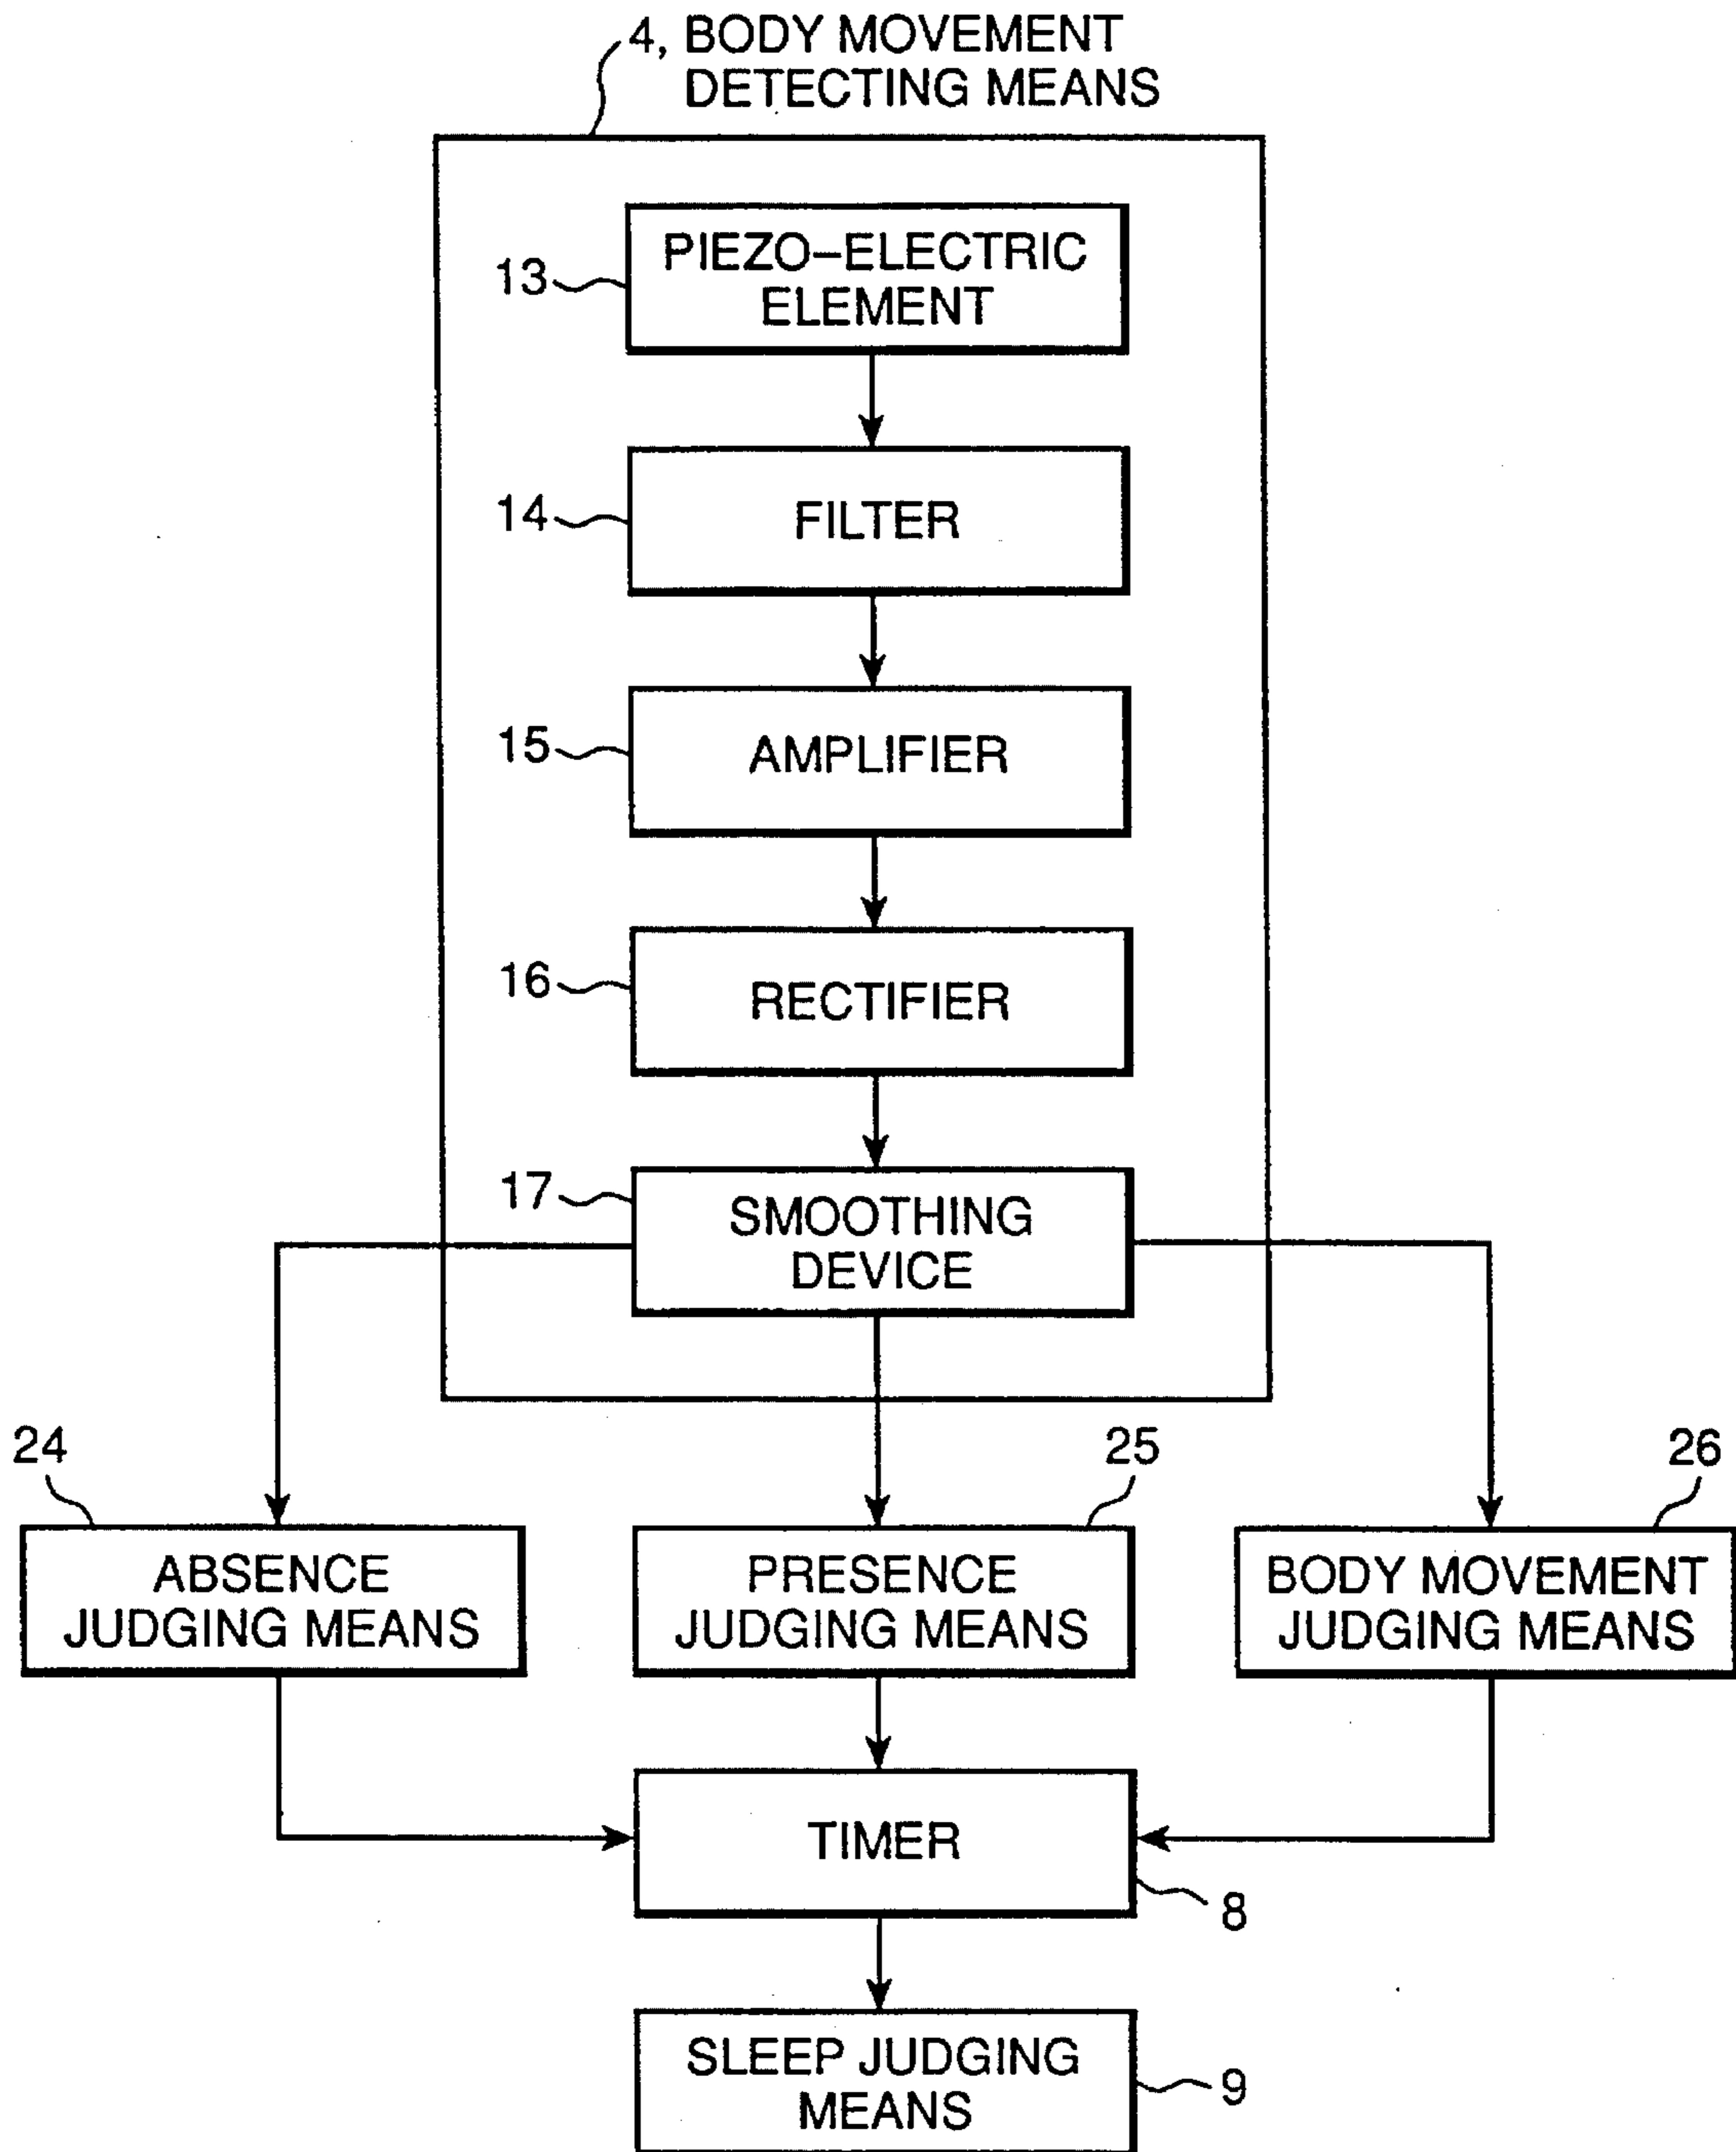 4, BODY MOVEMENT
DETECTING MEANS
13
PIEZO–ELECTRIC
ELEMENT
14
FILTER
15
AMPLIFIER
16
RECTIFIER
17
SMOOTHING
DEVICE
24
ABSENCE
JUDGING MEANS
25
PRESENCE
JUDGING MEANS
26
BODY MOVEMENT
JUDGING MEANS
TIMER
8
SLEEP JUDGING
MEANS
9